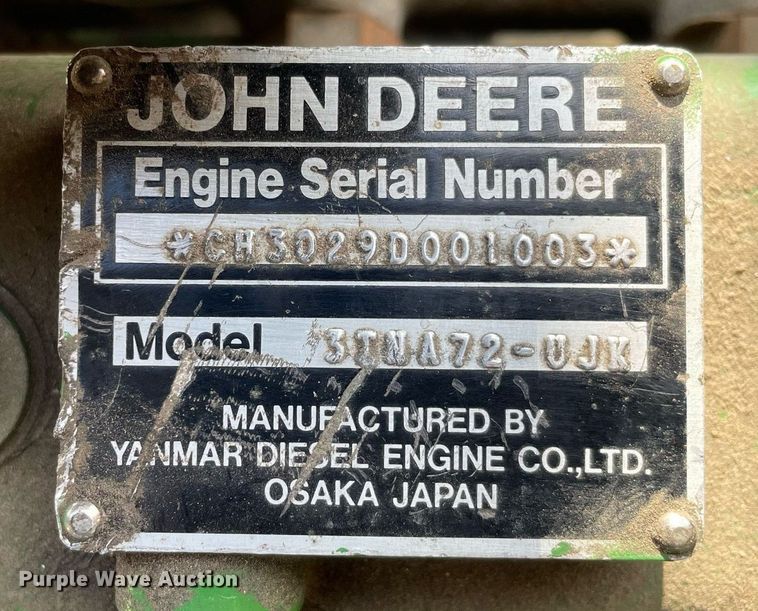 JOHN DEERE
Engine Serial Number
*CH3029D001003*
Model 3TNA72-UJK
MANUFACTURED BY
YANMAR DIESEL ENGINE CO.,LTD.
OSAKA JAPAN
Purple Wave Auction